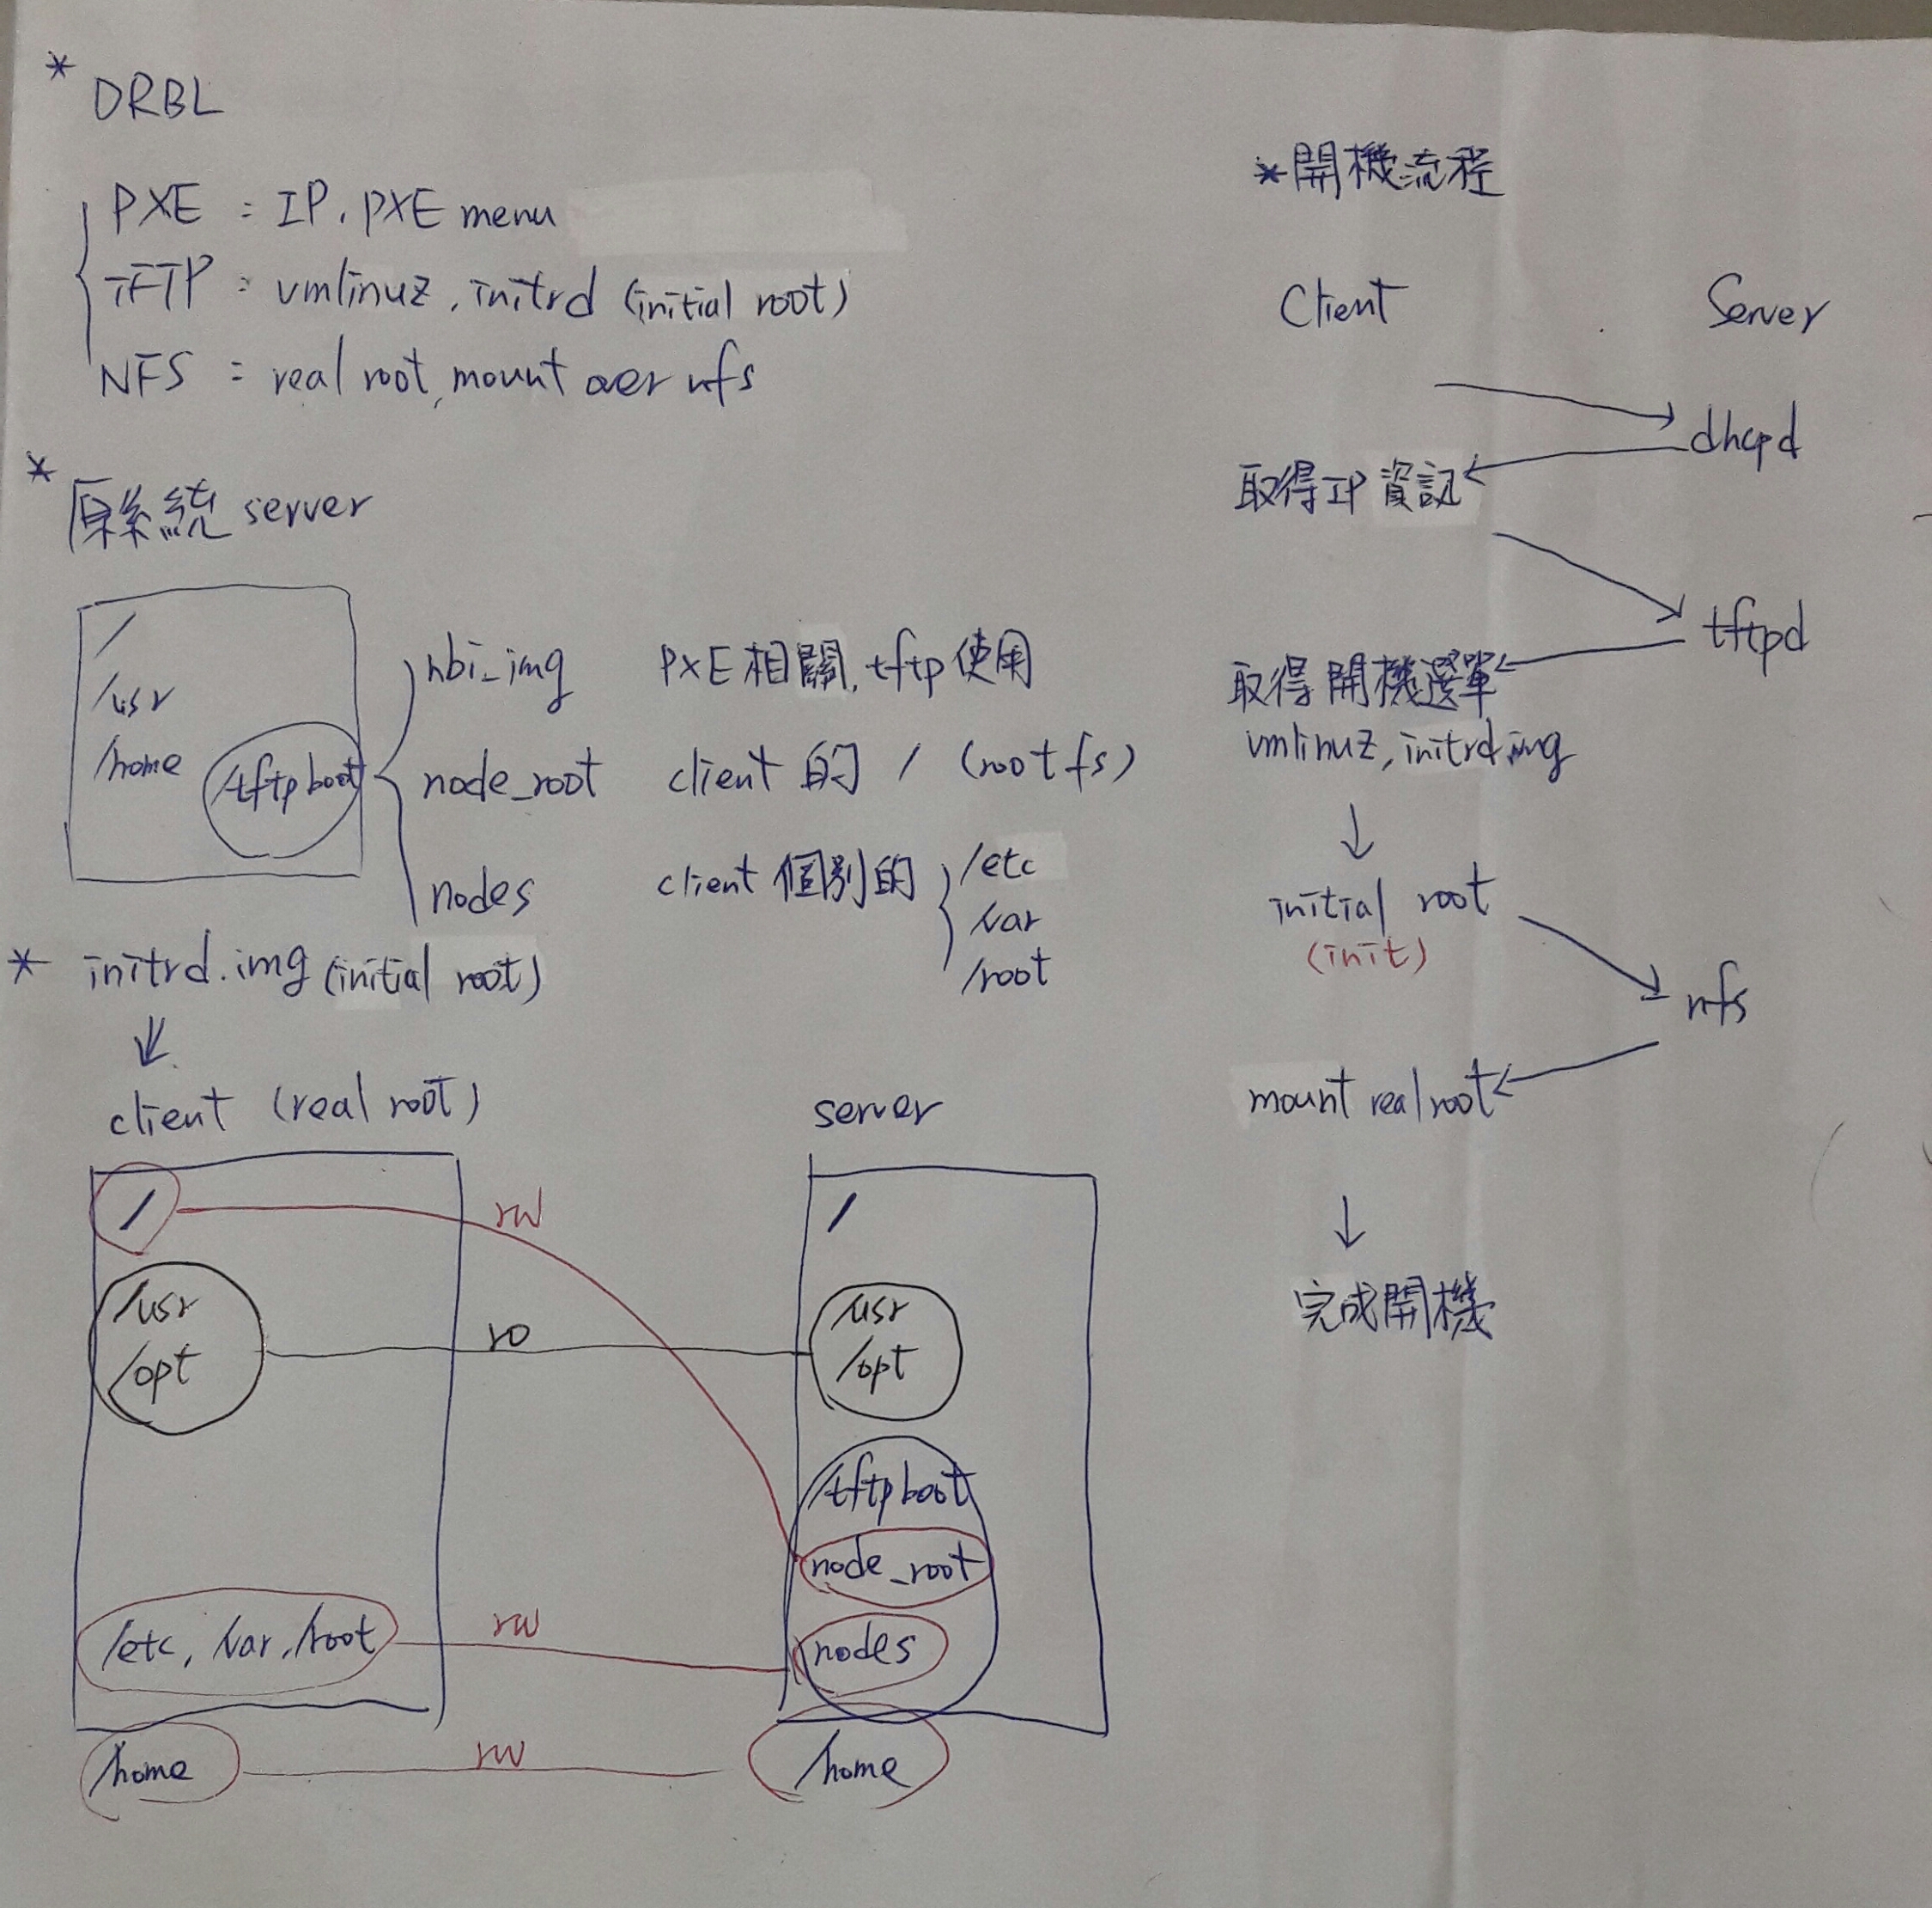 * DRBL
PXE : IP, PXE menu
TFTP : vmlinuz, initrd (initial root)
NFS : real root, mount over nfs
* 原系統 server
/
/usr
/home
/tftpboot
nbi_img PXE相關, tftp使用
node_root client 的 / (rootfs)
nodes client 個別的
/etc
/var
/root
* initrd.img (initial root)
client (real root)
/
/usr
/opt
/etc, /var, /root
/home
rw
ro
rw
rw
server
/
/usr
/opt
/tftpboot
node_root
nodes
/home
*開機流程
Client Server
dhcpd
取得IP資訊
tftpd
取得開機選單
vmlinuz, initrd.img
initial root
(init)
nfs
mount real root
完成開機